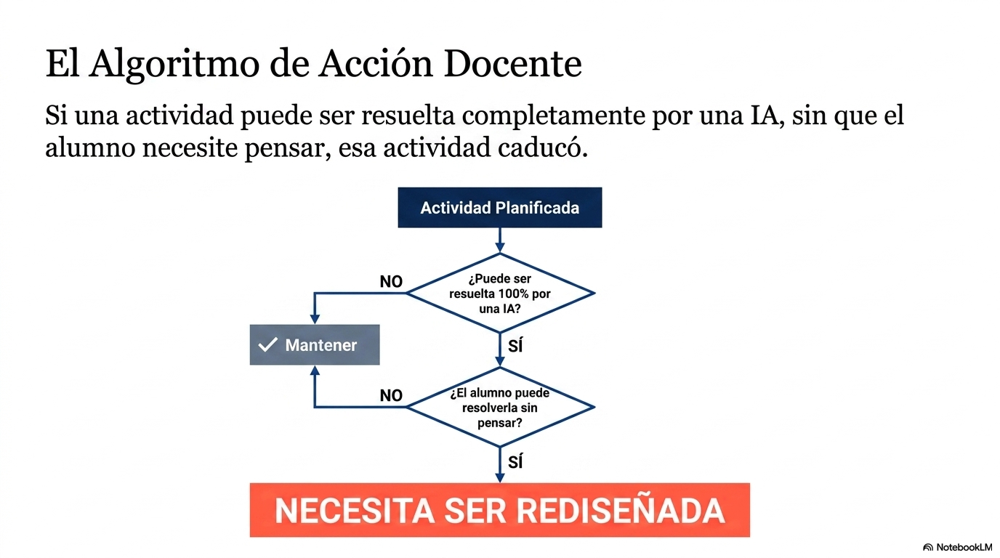 El Algoritmo de Acción Docente
Si una actividad puede ser resuelta completamente por una IA, sin que el
alumno necesite pensar, esa actividad caducó.
Actividad Planificada
¿Puede ser
resuelta 100% por
una IA?
NO
SÍ
Mantener
¿El alumno puede
resolverla sin
pensar?
NO
SÍ
NECESITA SER REDISEÑADA
NotebookLM